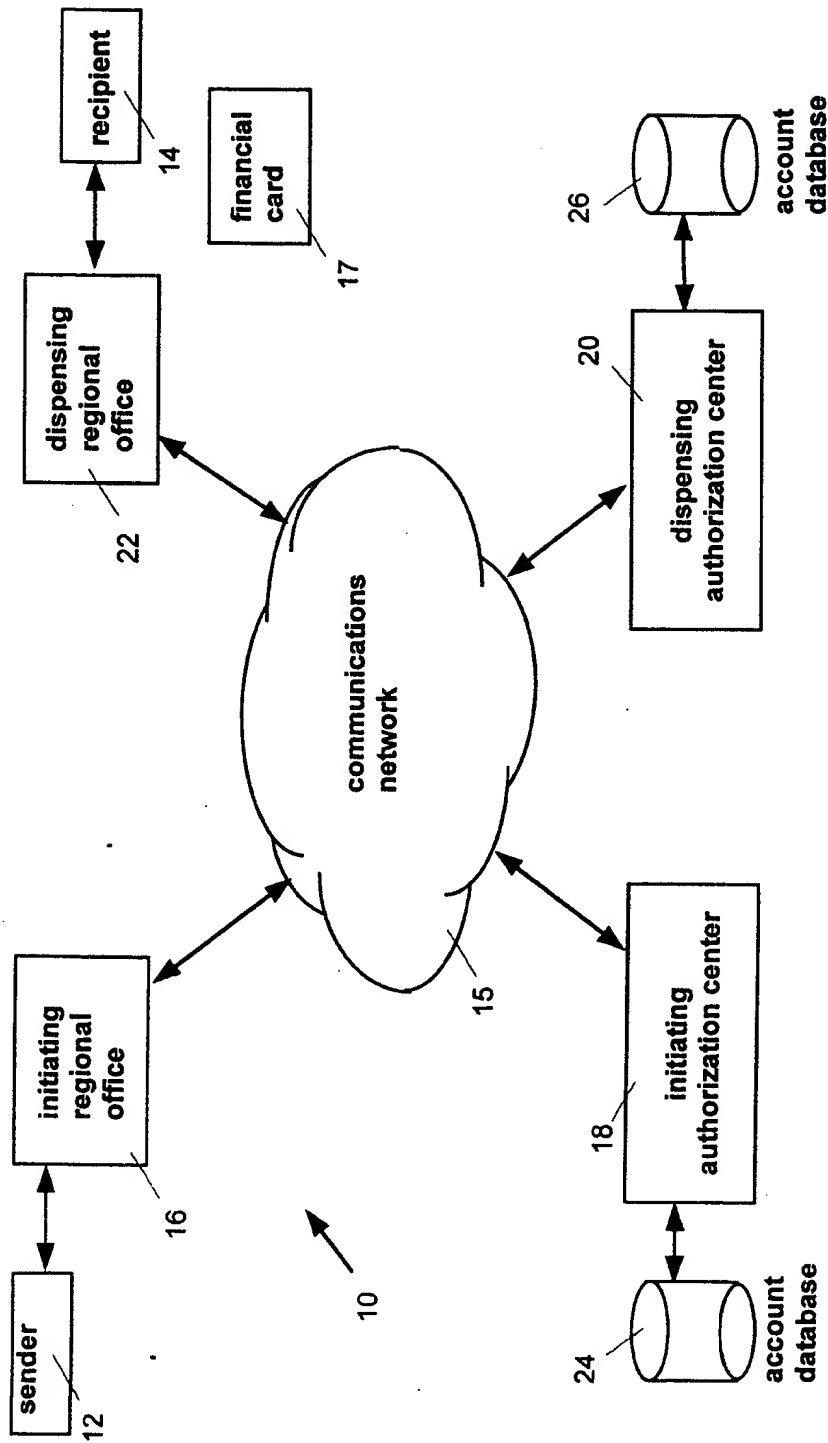 sender
12
initiating
regional
office
16
dispensing
regional
office
22
recipient
14
financial
card
17
communications
network
15
10
24
account
database
18
initiating
authorization center
20
dispensing
authorization center
26
account
database